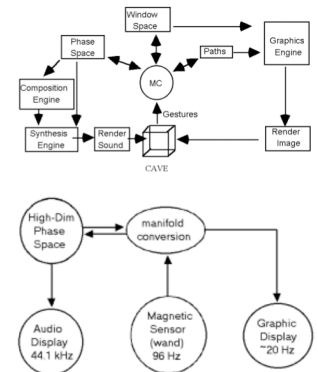 Window
Space
Phase
Space
Paths
Graphics
Engine
MC
Composition
Engine
Gestures
Synthesis
Engine
Render
Sound
Render
Image
CAVE
High-Dim
Phase
Space
manifold
conversion
Audio
Display
44.1 kHz
Magnetic
Sensor
(wand)
96 Hz
Graphic
Display
~20 Hz